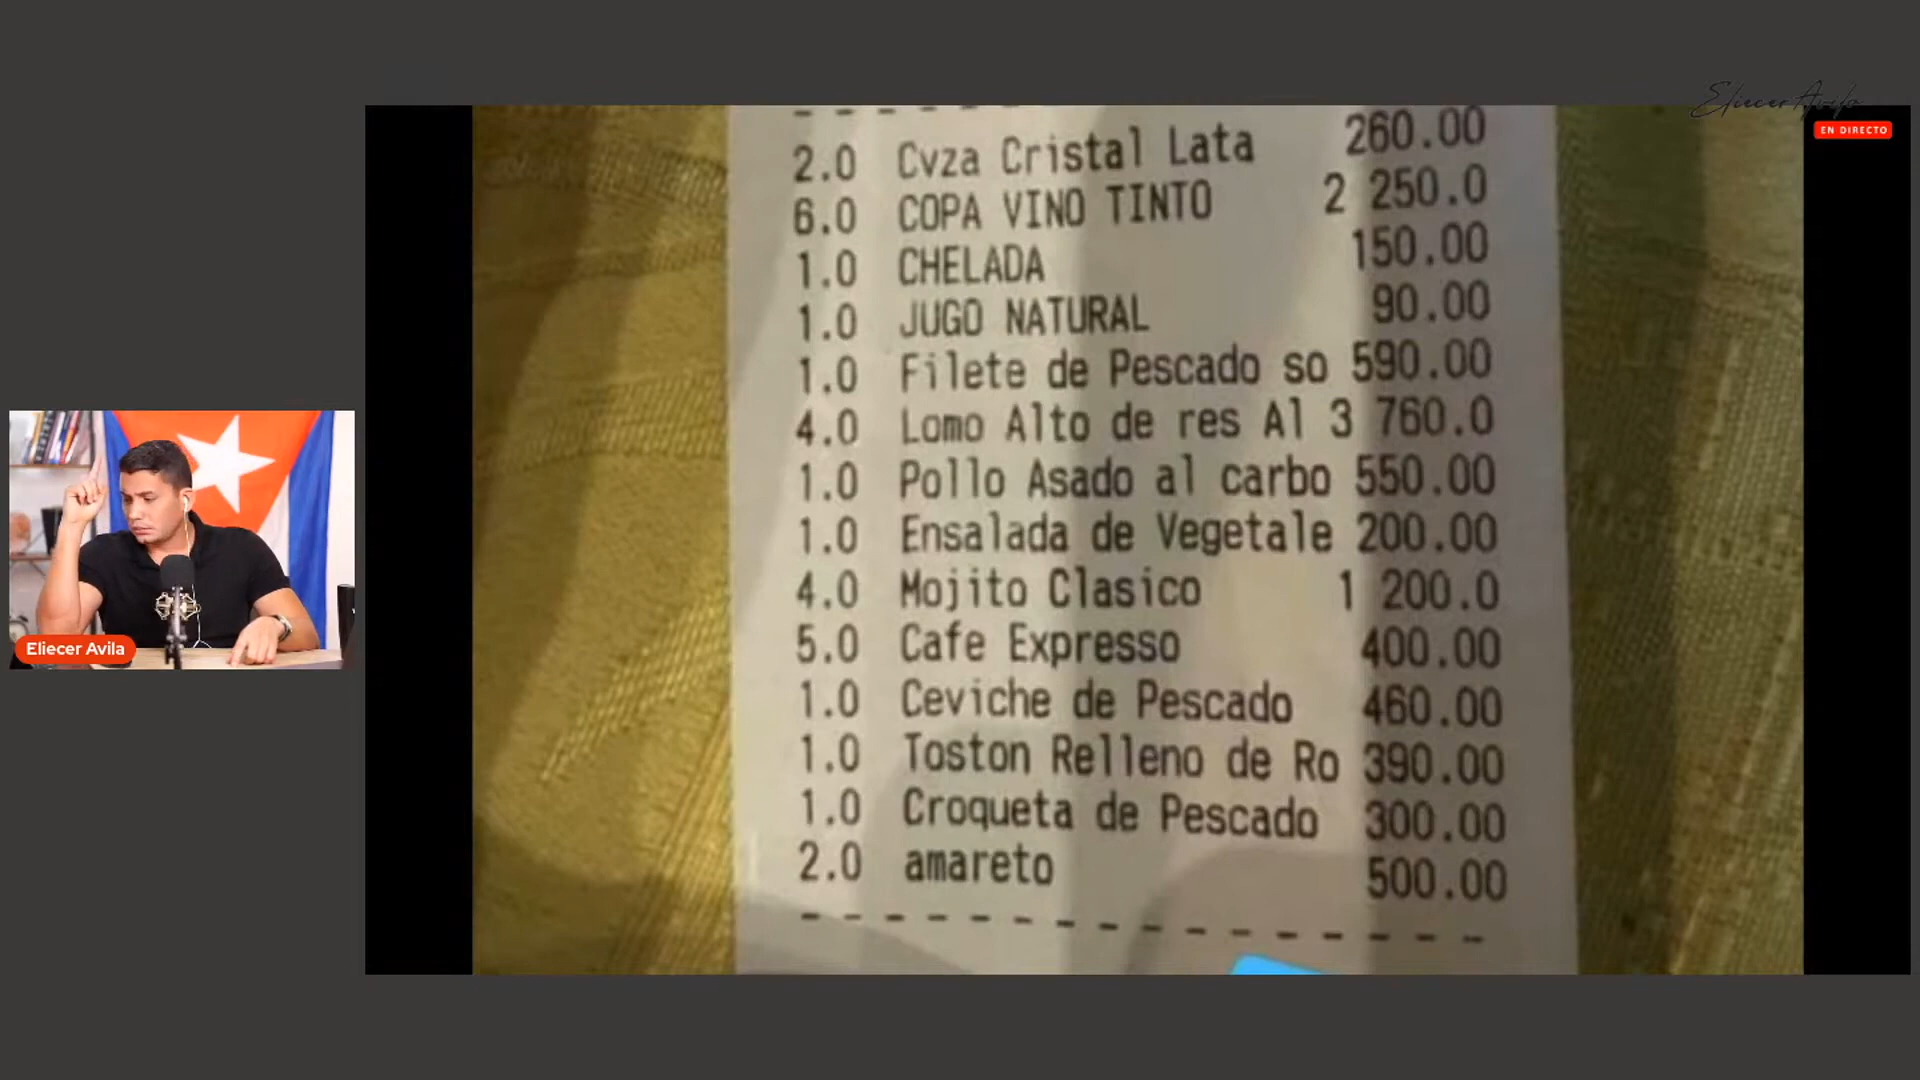 Eliecer Avila
EN DIRECTO
2.0 Cvza Cristal Lata 260.00
6.0 COPA VINO TINTO 2 250.0
1.0 CHELADA 150.00
1.0 JUGO NATURAL 90.00
1.0 Filete de Pescado so 590.00
4.0 Lomo Alto de res Al 3 760.0
1.0 Pollo Asado al carbo 550.00
1.0 Ensalada de Vegetale 200.00
4.0 Mojito Clasico 1 200.0
5.0 Cafe Expresso 400.00
1.0 Ceviche de Pescado 460.00
1.0 Toston Relleno de Ro 390.00
1.0 Croqueta de Pescado 300.00
2.0 amareto 500.00
Eliecer Avila